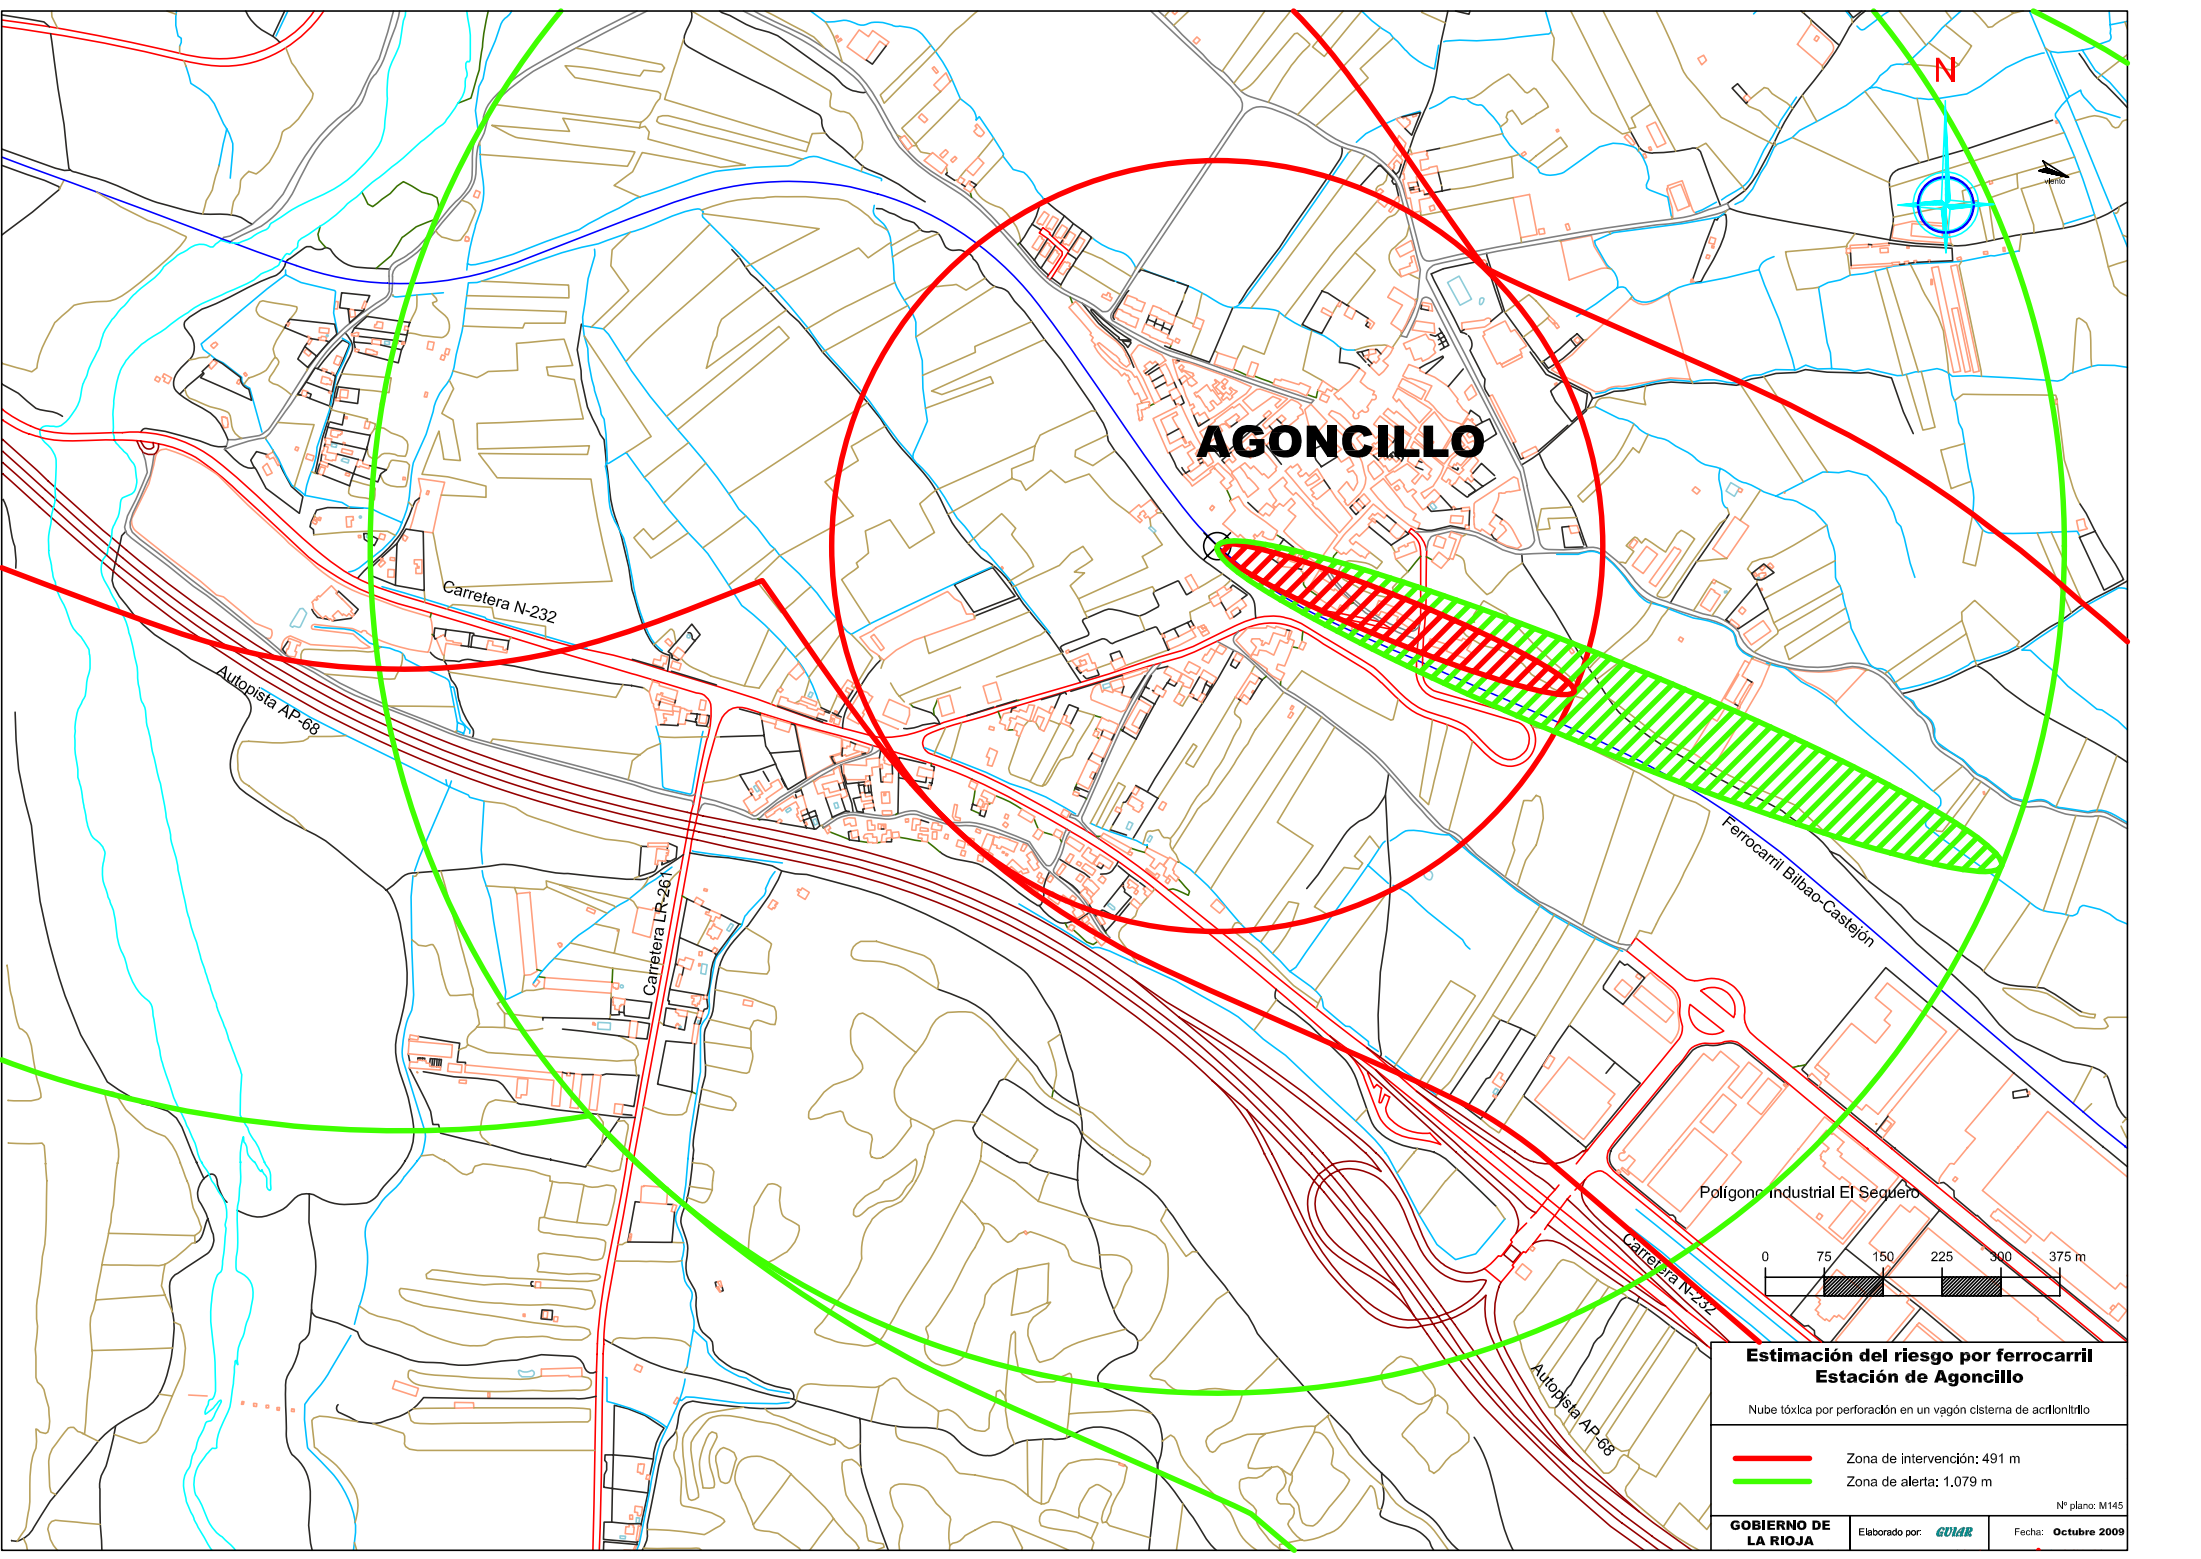 N
viento
AGONCILLO
Carretera N-232
Autopista AP-68
Carretera LR-261
Ferrocarril Bilbao-Castejón
Polígono Industrial El Sequero
0 75 150 225 300 375 m
Carretera N-232
Autopista AP-68
Estimación del riesgo por ferrocarril
Estación de Agoncillo
Nube tóxica por perforación en un vagón cisterna de acrilonitrilo
Zona de intervención: 491 m
Zona de alerta: 1.079 m
Nº plano: M145
GOBIERNO DE
LA RIOJA
Elaborado por: GUIAR
Fecha: Octubre 2009